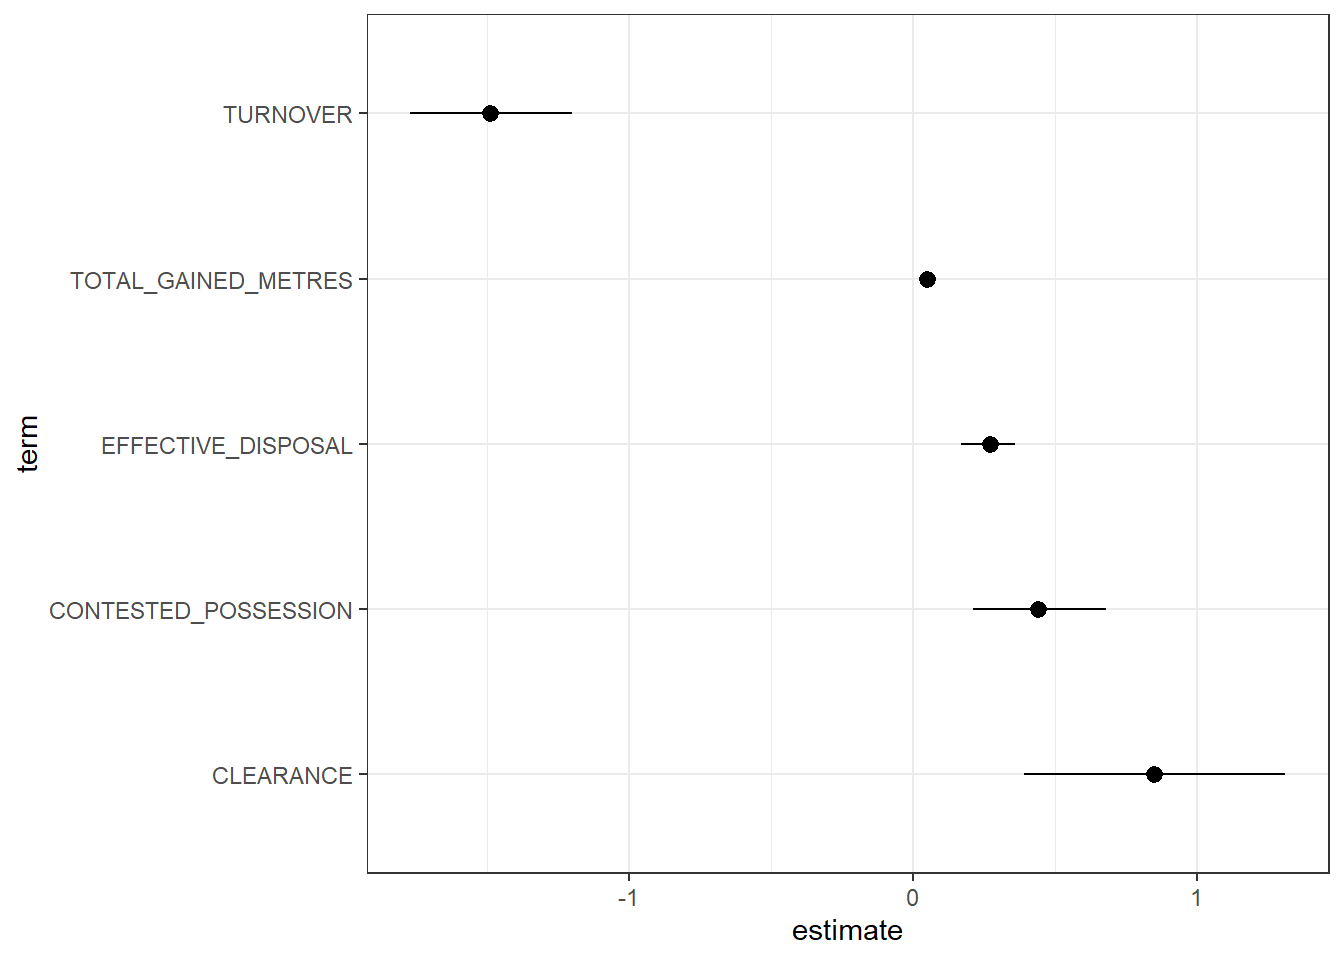 TURNOVER
TOTAL_GAINED_METRES
EFFECTIVE_DISPOSAL
CONTESTED_POSSESSION
CLEARANCE
term
-1 0 1
estimate